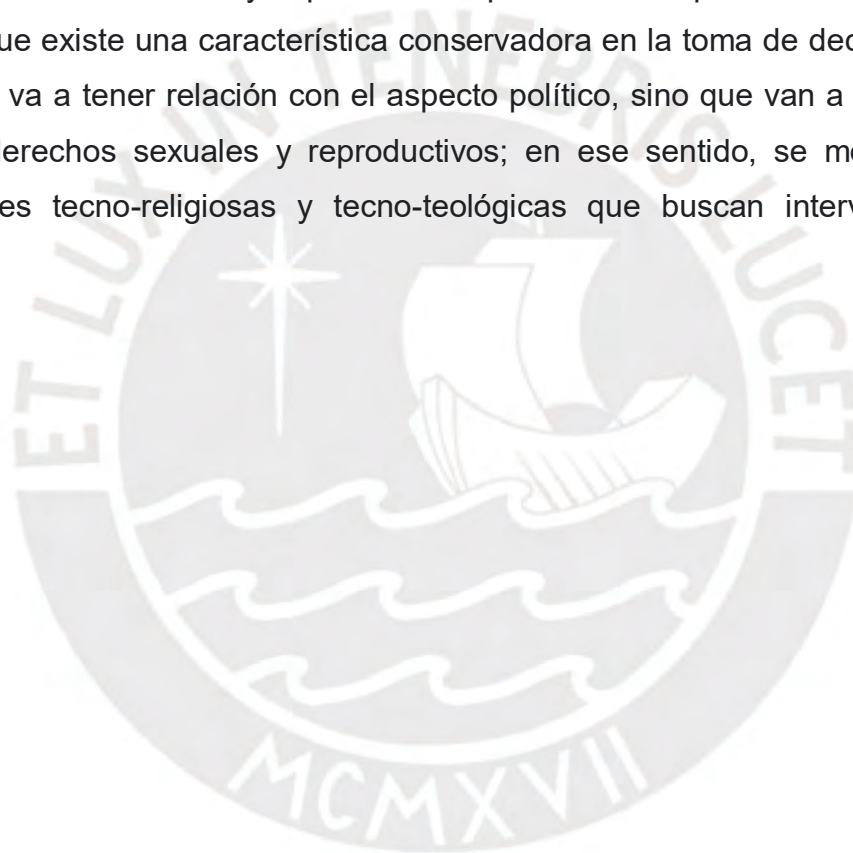 ue existe una característica conservadora en la toma de dec
va a tener relación con el aspecto político, sino que van a
derechos sexuales y reproductivos; en ese sentido, se m
es tecno-religiosas y tecno-teológicas que buscan interv
ET LUX IN TENEBRIS LUCET
MCMXVII